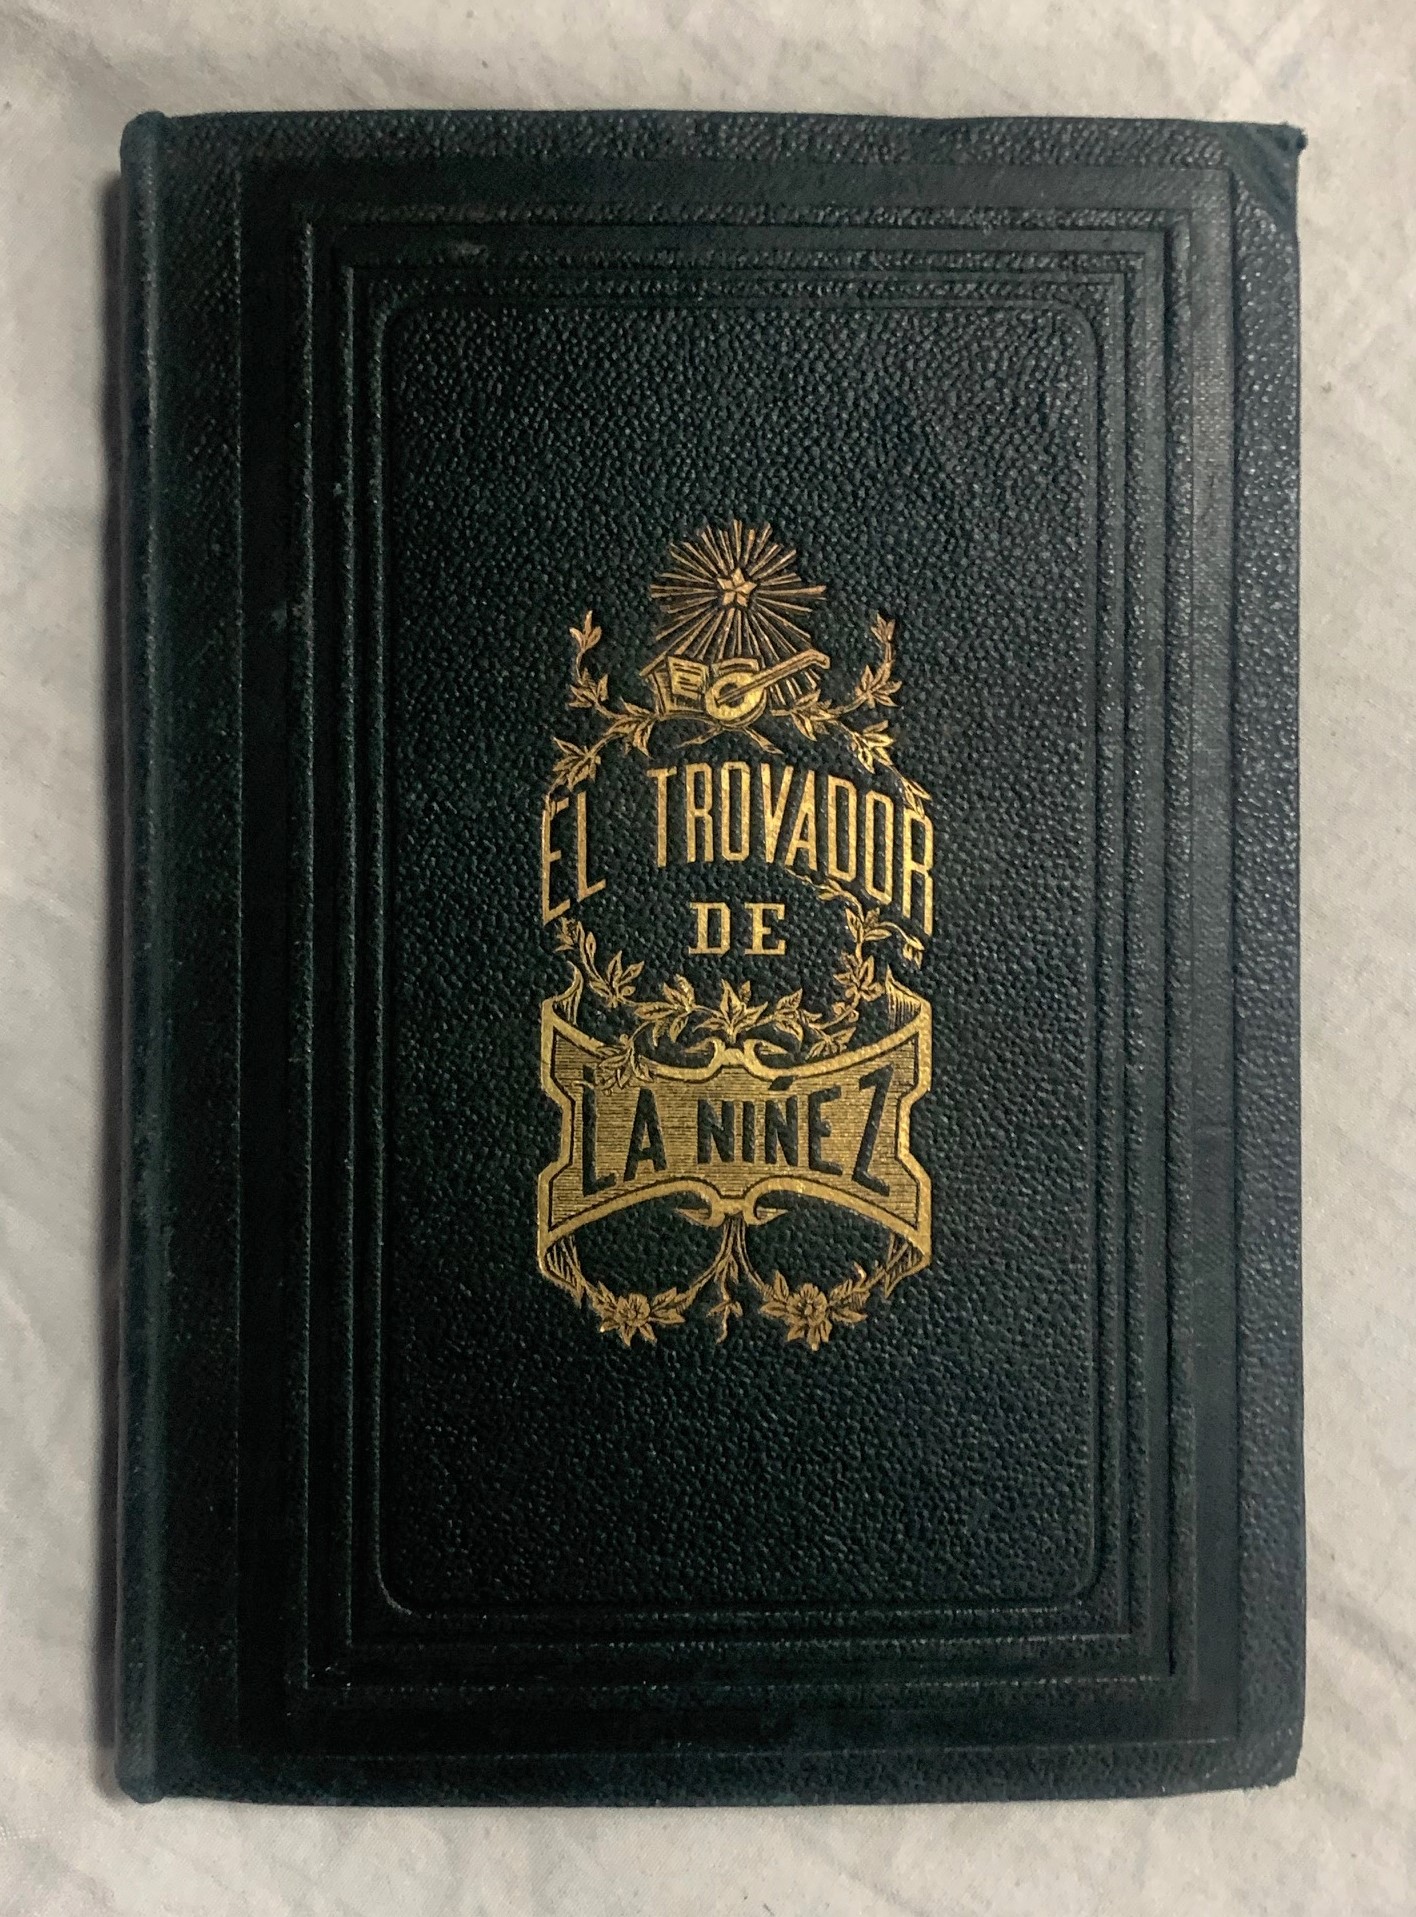 EL TROVADOR
DE
LA NIÑEZ